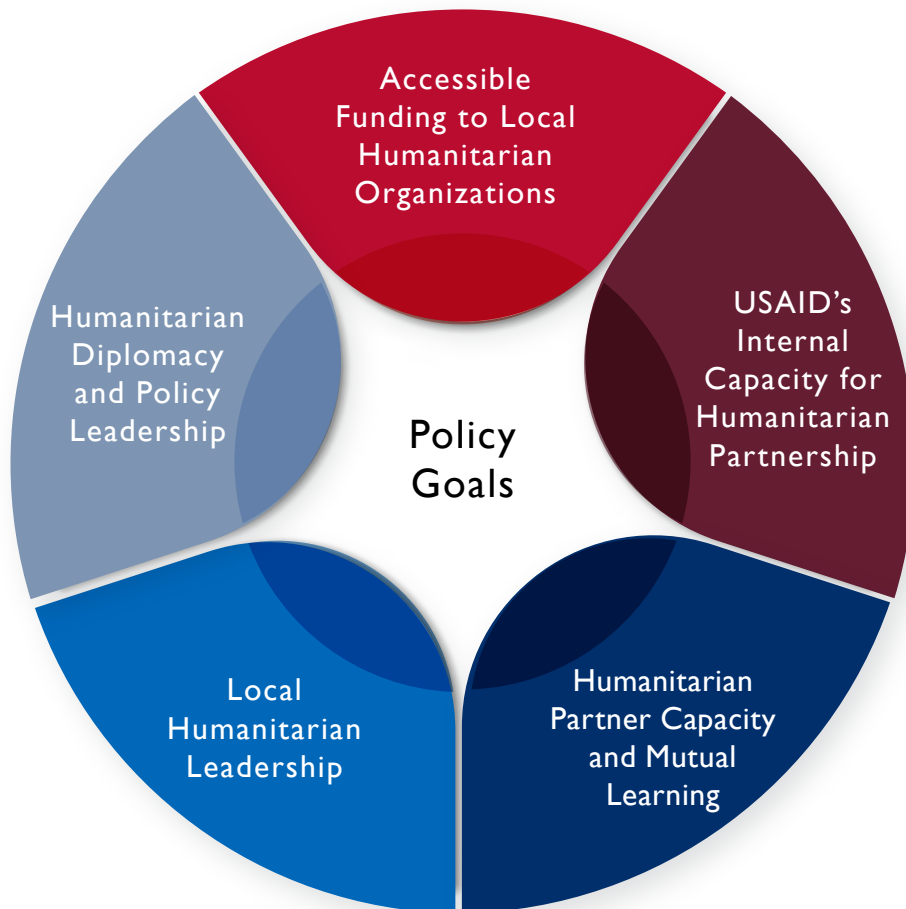 Accessible
Funding to Local
Humanitarian
Organizations
USAID's
Internal
Capacity for
Humanitarian
Partnership
Humanitarian
Partner Capacity
and Mutual
Learning
Local
Humanitarian
Leadership
Humanitarian
Diplomacy
and Policy
Leadership
Policy
Goals